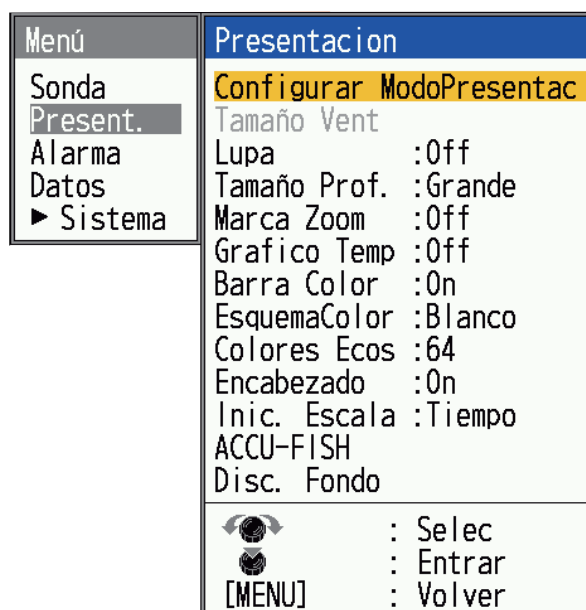 Menú
Sonda
Present.
Alarma
Datos
► Sistema
Presentacion
Configurar ModoPresentac
Tamaño Vent
Lupa :Off
Tamaño Prof. :Grande
Marca Zoom :Off
Grafico Temp :Off
Barra Color :On
EsquemaColor :Blanco
Colores Ecos :64
Encabezado :On
Inic. Escala :Tiempo
ACCU-FISH
Disc. Fondo
: Selec
: Entrar
[MENU] : Volver